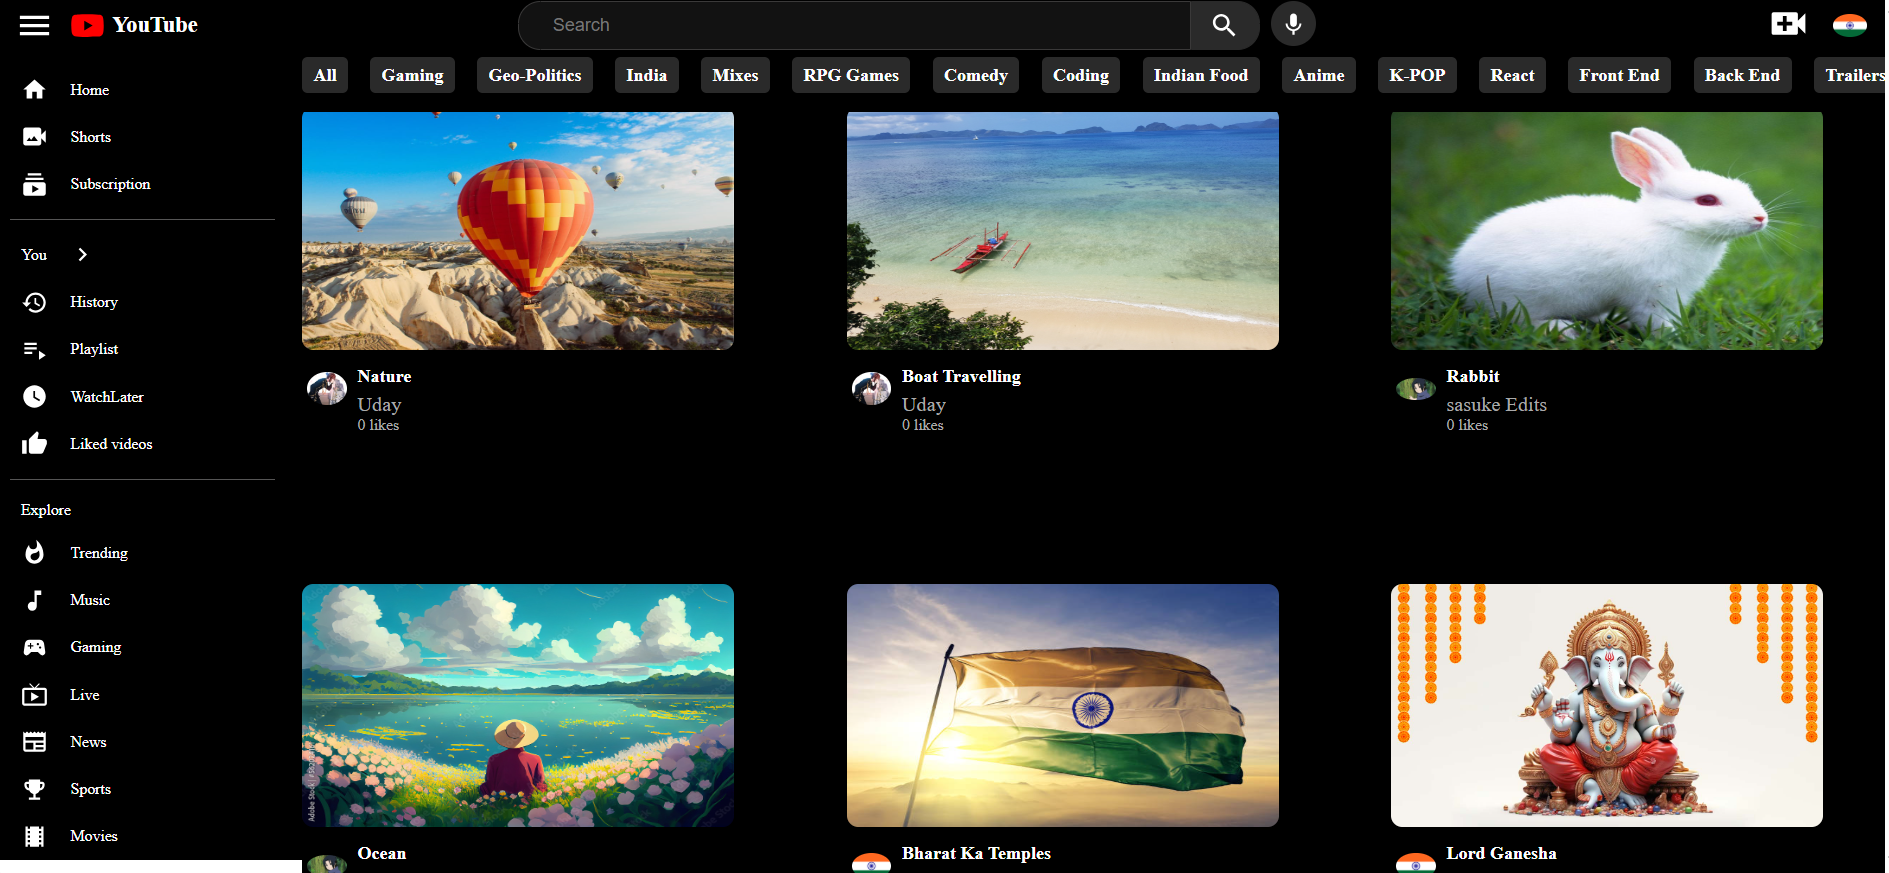 YouTube
Search
All Gaming Geo-Politics India Mixes RPG Games Comedy Coding Indian Food Anime K-POP React Front End Back End Trailers
Home
Shorts
Subscription
You
History
Playlist
WatchLater
Liked videos
Explore
Trending
Music
Gaming
Live
News
Sports
Movies
Nature
Uday
0 likes
Boat Travelling
Uday
0 likes
Rabbit
sasuke Edits
0 likes
Ocean
Bharat Ka Temples
Lord Ganesha